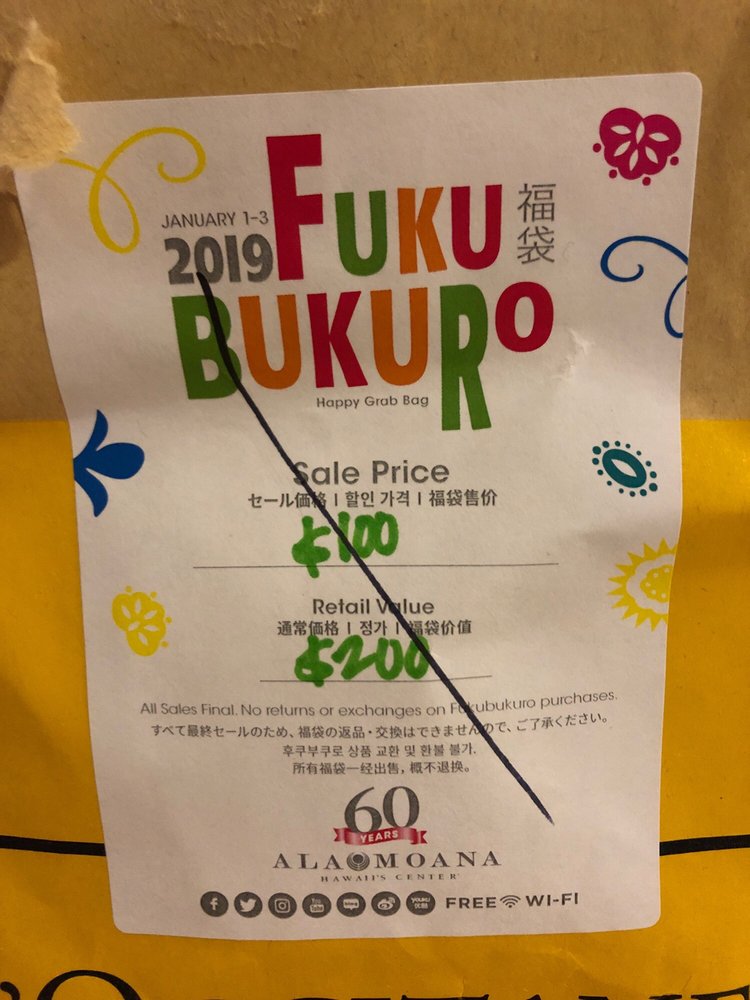 JANUARY 1-3
2019 FUKU 福袋
BUKURO
Happy Grab Bag
Sale Price
セール価格 | 할인 가격 | 福袋售价
$100
Retail Value
通常価格 | 정가 | 福袋价值
$200
All Sales Final. No returns or exchanges on Fukubukuro purchases.
すべて最終セールのため、福袋の返品・交換はできませんので、ご了承ください。
후쿠부쿠로 상품 교환 및 환불 불가.
所有福袋一经出售，概不退换。
60
YEARS
ALA MOANA
HAWAII'S CENTER
FREE WI-FI